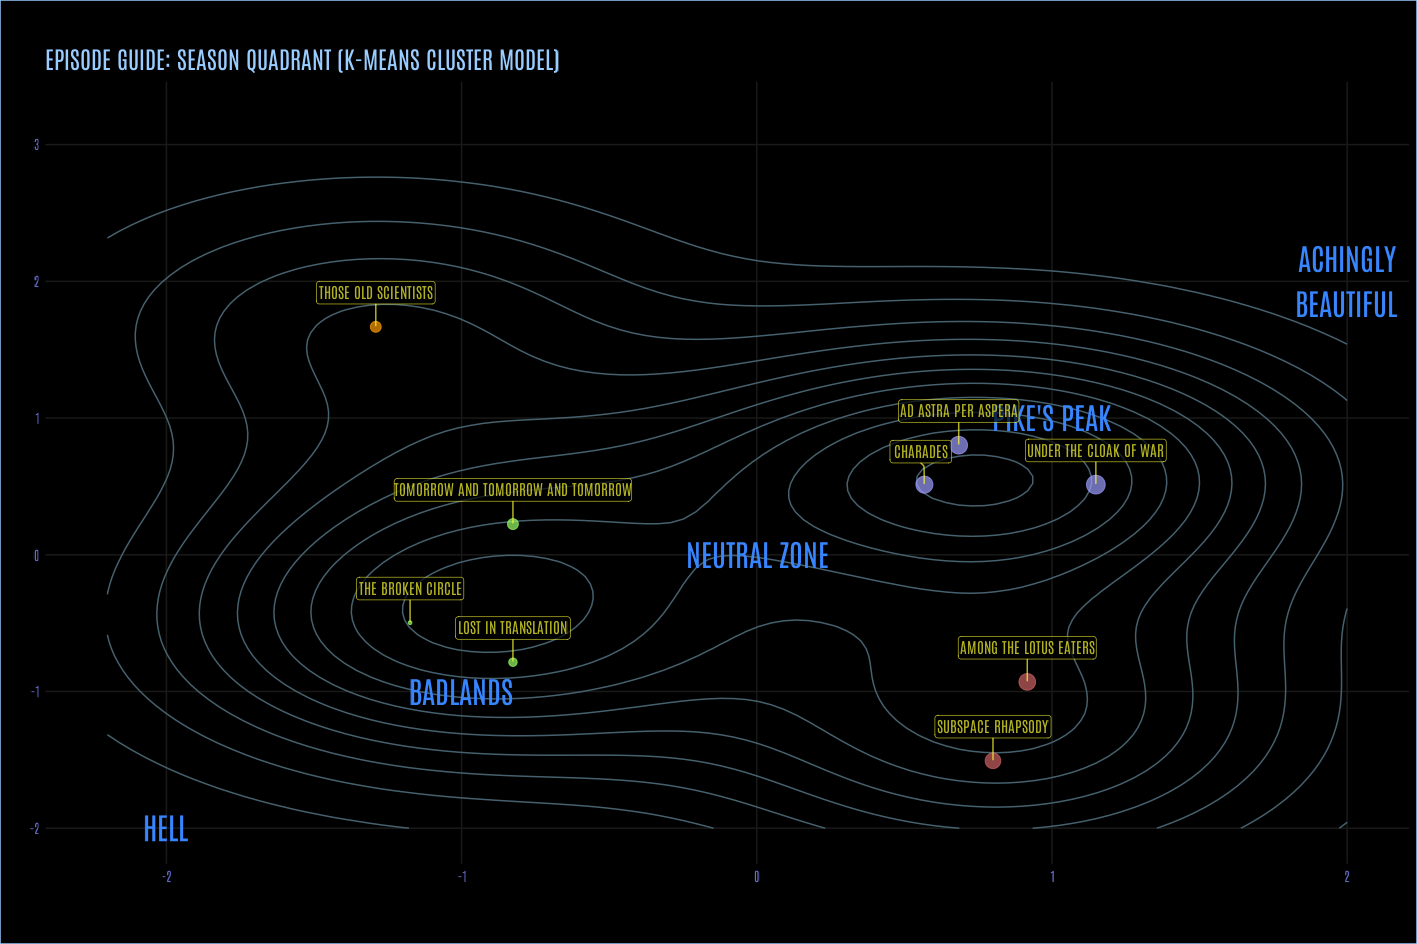 EPISODE GUIDE: SEASON QUADRANT (K-MEANS CLUSTER MODEL)
3
ACHINGLY
BEAUTIFUL
2
THOSE OLD SCIENTISTS
1
AD ASTRA PER ASPERA
PIKE'S PEAK
CHARADES
UNDER THE CLOAK OF WAR
TOMORROW AND TOMORROW AND TOMORROW
0
NEUTRAL ZONE
THE BROKEN CIRCLE
LOST IN TRANSLATION
AMONG THE LOTUS EATERS
-1
BADLANDS
SUBSPACE RHAPSODY
-2
HELL
-2
-1
0
1
2